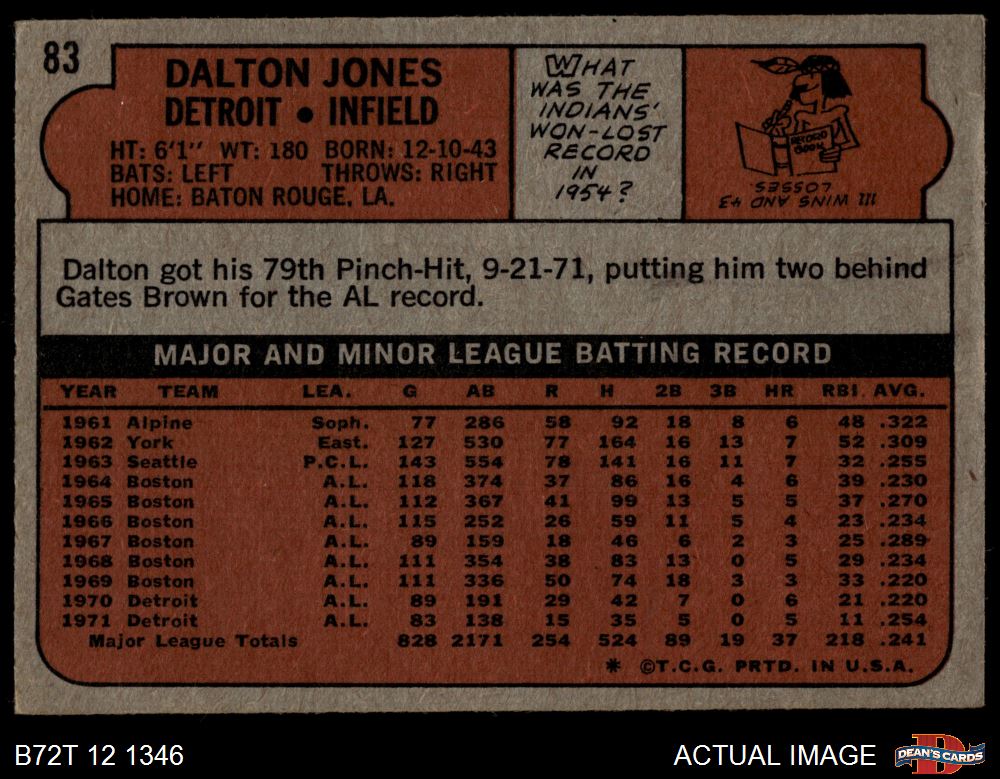 83
DALTON JONES
DETROIT • INFIELD
HT: 6'1" WT: 180 BORN: 12-10-43
BATS: LEFT THROWS: RIGHT
HOME: BATON ROUGE, LA.
WHAT
WAS THE
INDIANS'
WON-LOST
RECORD
IN
1954?
RECORD
BOOK
111 WINS AND 43
LOSSES
Dalton got his 79th Pinch-Hit, 9-21-71, putting him two behind
Gates Brown for the AL record.
MAJOR AND MINOR LEAGUE BATTING RECORD
YEAR TEAM LEA. G AB R H 2B 3B HR RBI. AVG.
1961 Alpine Soph. 77 286 58 92 18 8 6 48 .322
1962 York East. 127 530 77 164 16 13 7 52 .309
1963 Seattle P.C.L. 143 554 78 141 16 11 7 32 .255
1964 Boston A.L. 118 374 37 86 16 4 6 39 .230
1965 Boston A.L. 112 367 41 99 13 5 5 37 .270
1966 Boston A.L. 115 252 26 59 11 5 4 23 .234
1967 Boston A.L. 89 159 18 46 6 2 3 25 .289
1968 Boston A.L. 111 354 38 83 13 0 5 29 .234
1969 Boston A.L. 111 336 50 74 18 3 3 33 .220
1970 Detroit A.L. 89 191 29 42 7 0 6 21 .220
1971 Detroit A.L. 83 138 15 35 5 0 5 11 .254
Major League Totals 828 2171 254 524 89 19 37 218 .241
* ©T.C.G. PRTD. IN U.S.A.
B72T 12 1346
ACTUAL IMAGE
DEAN'S CARDS